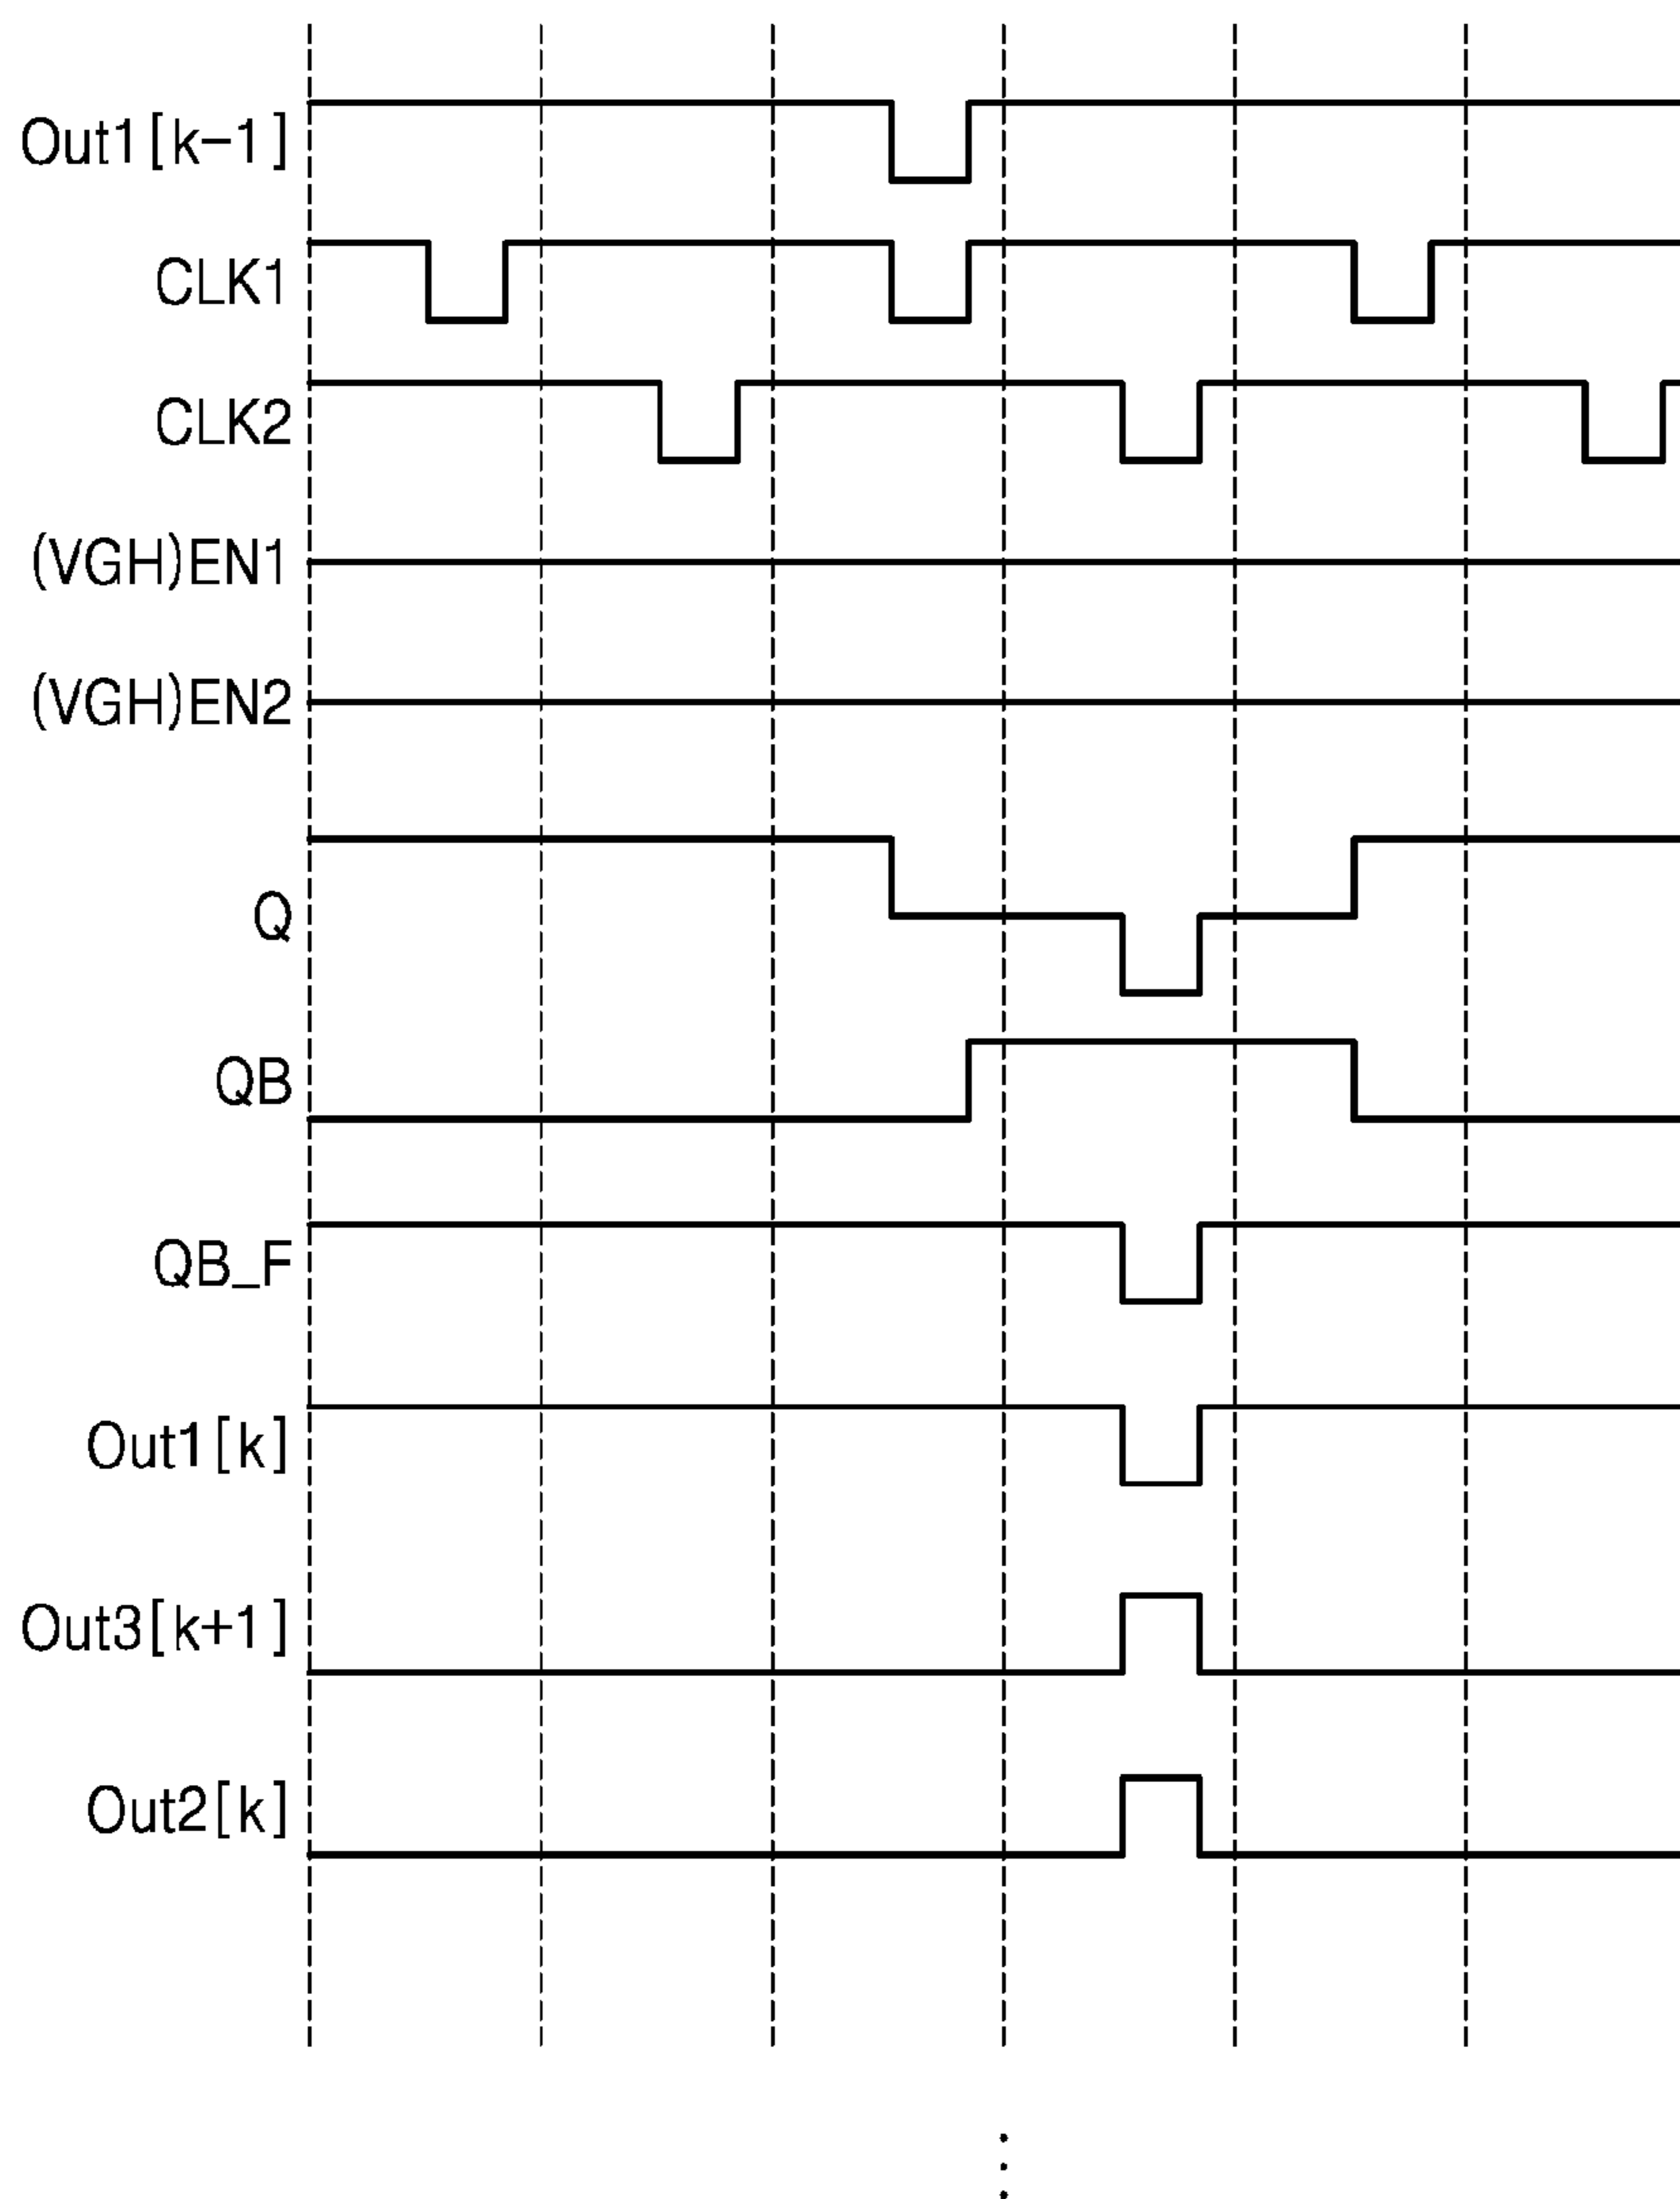 Out1[k-1]
CLK1
CLK2
(VGH)EN1
(VGH)EN2
Q
QB
QB_F
Out1[k]
Out3[k+1]
Out2[k]